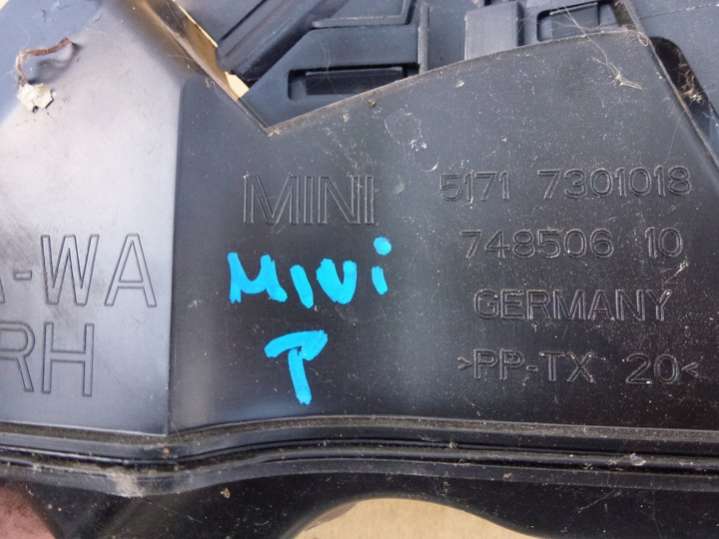 MINI
5171 7301018
748506 10
GERMANY
>PP-TX 20<
-WA
RH
MINI
T